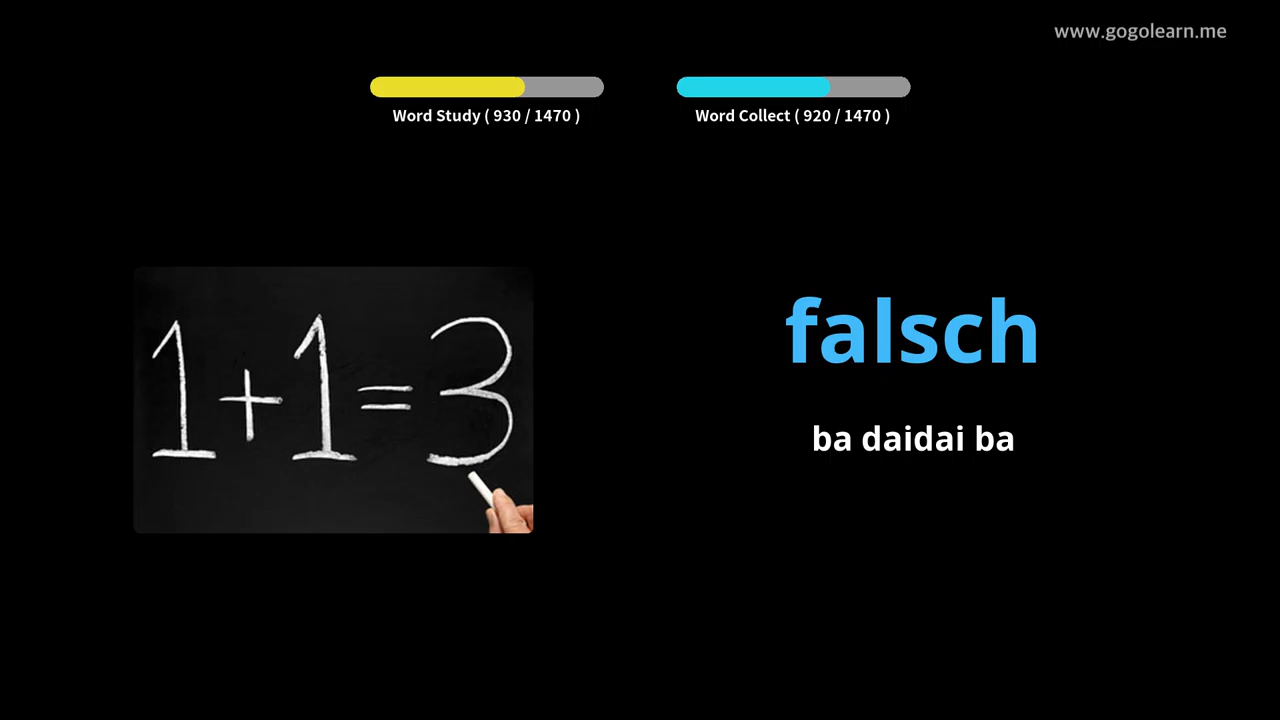 www.gogolearn.me
Word Study ( 930 / 1470 )
Word Collect ( 920 / 1470 )
1+1=3
falsch
ba daidai ba